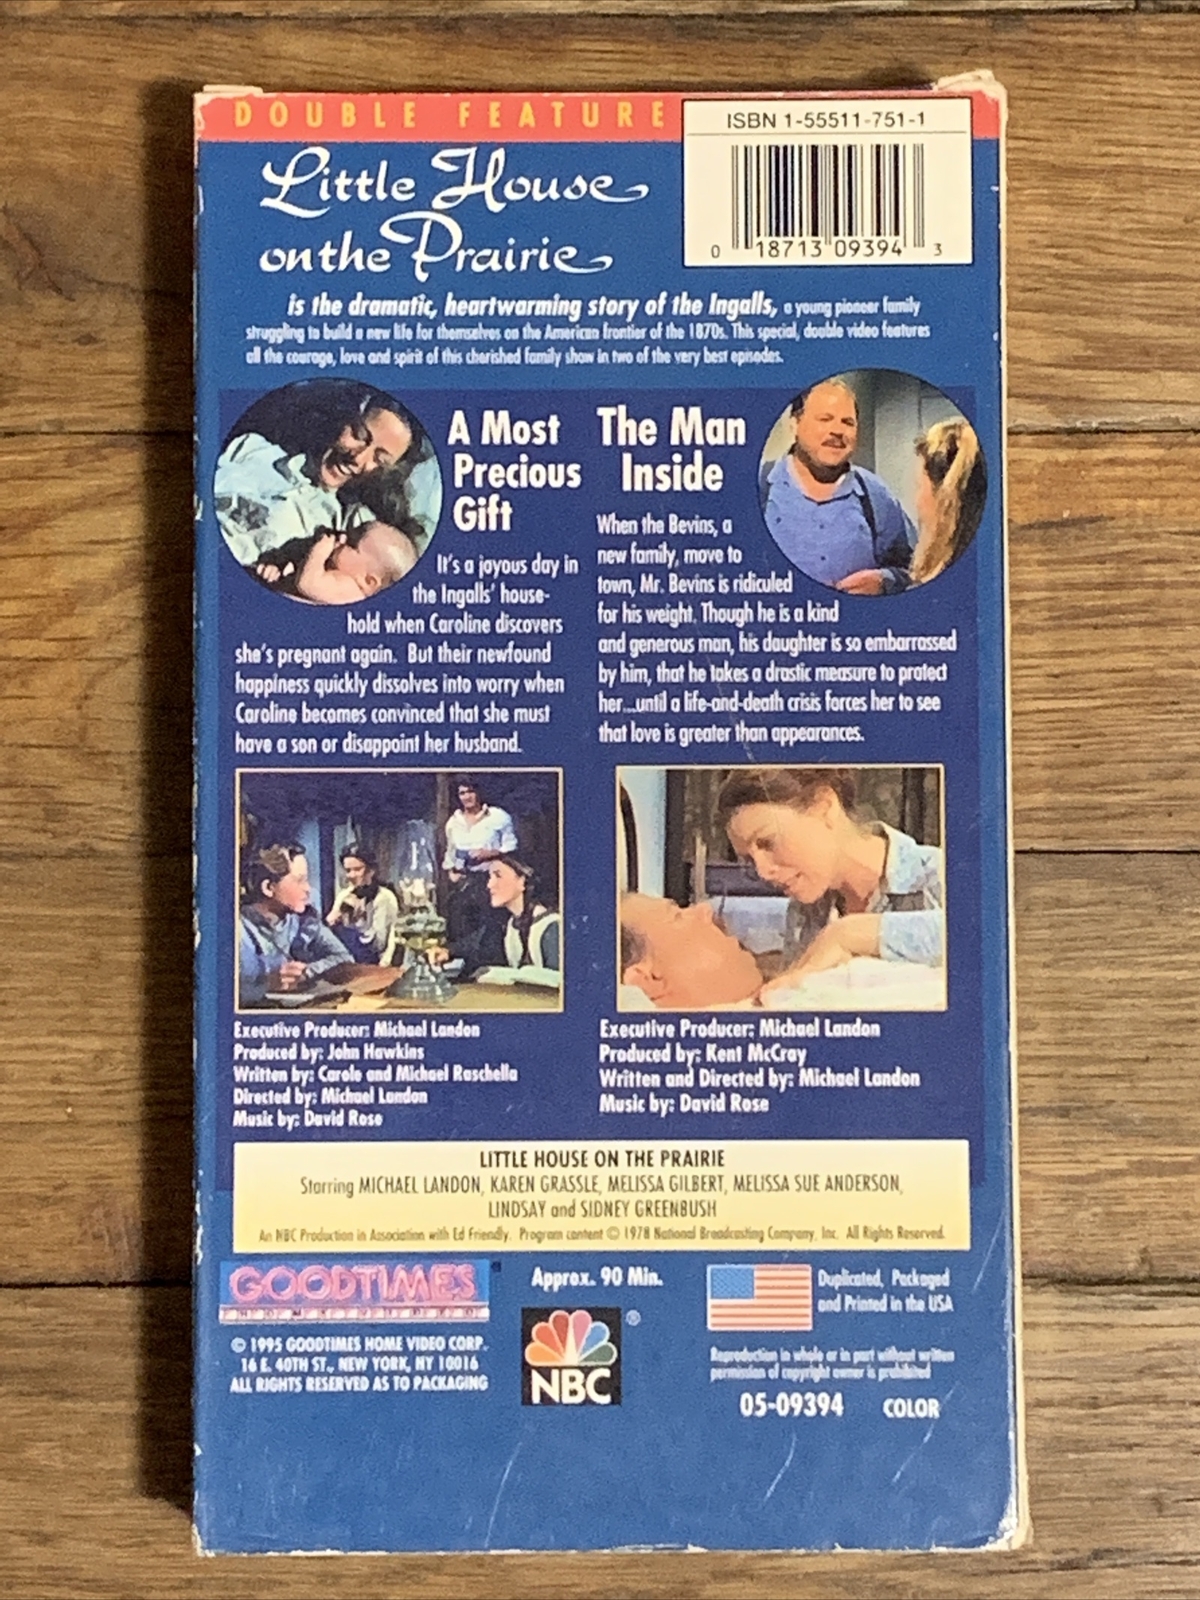 DOUBLE FEATURE
ISBN 1-55511-751-1
0 18713 09394 3
Little House
on the Prairie
is the dramatic, heartwarming story of the Ingalls, a young pioneer family
struggling to build a new life for themselves on the American frontier of the 1870s. This special, double video features
all the courage, love and spirit of this cherished family show in two of the very best episodes.
A Most
Precious
Gift
It's a joyous day in
the Ingalls' house-
hold when Caroline discovers
she's pregnant again. But their newfound
happiness quickly dissolves into worry when
Caroline becomes convinced that she must
have a son or disappoint her husband.
The Man
Inside
When the Bevins, a
new family, move to
town, Mr. Bevins is ridiculed
for his weight. Though he is a kind
and generous man, his daughter is so embarrassed
by him, that he takes a drastic measure to protect
her...until a life-and-death crisis forces her to see
that love is greater than appearances.
Executive Producer: Michael Landon
Produced by: John Hawkins
Written by: Carole and Michael Raschella
Directed by: Michael Landon
Music by: David Rose
Executive Producer: Michael Landon
Produced by: Kent McCray
Written and Directed by: Michael Landon
Music by: David Rose
LITTLE HOUSE ON THE PRAIRIE
Starring MICHAEL LANDON, KAREN GRASSLE, MELISSA GILBERT, MELISSA SUE ANDERSON,
LINDSAY and SIDNEY GREENBUSH
An NBC Production in Association with Ed Friendly. Program content © 1978 National Broadcasting Company, Inc. All Rights Reserved.
GOODTIMES
HOME VIDEO
© 1995 GOODTIMES HOME VIDEO CORP.
16 E. 40TH ST., NEW YORK, NY 10016
ALL RIGHTS RESERVED AS TO PACKAGING
Approx. 90 Min.
®
NBC
Duplicated, Packaged
and Printed in the USA
Reproduction in whole or in part without written
permission of copyright owner is prohibited
05-09394 COLOR